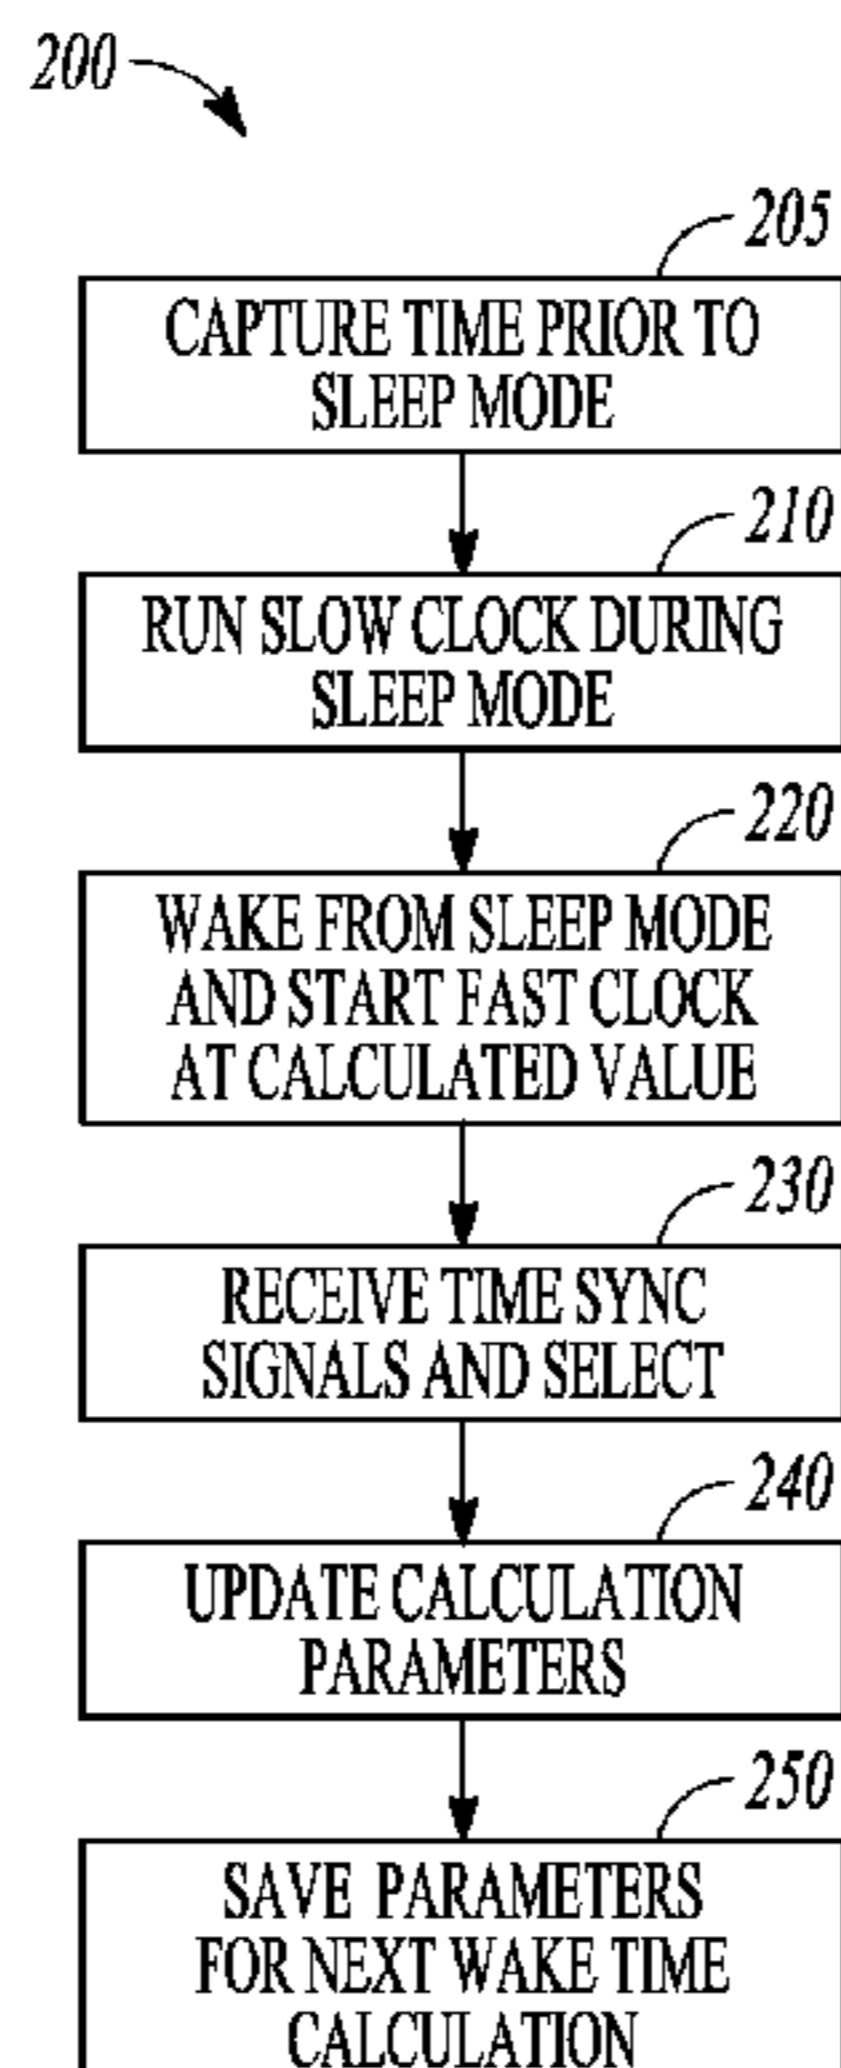 200
205
CAPTURE TIME PRIOR TO
SLEEP MODE
210
RUN SLOW CLOCK DURING
SLEEP MODE
220
WAKE FROM SLEEP MODE
AND START FAST CLOCK
AT CALCULATED VALUE
230
RECEIVE TIME SYNC
SIGNALS AND SELECT
240
UPDATE CALCULATION
PARAMETERS
250
SAVE PARAMETERS
FOR NEXT WAKE TIME
CALCULATION